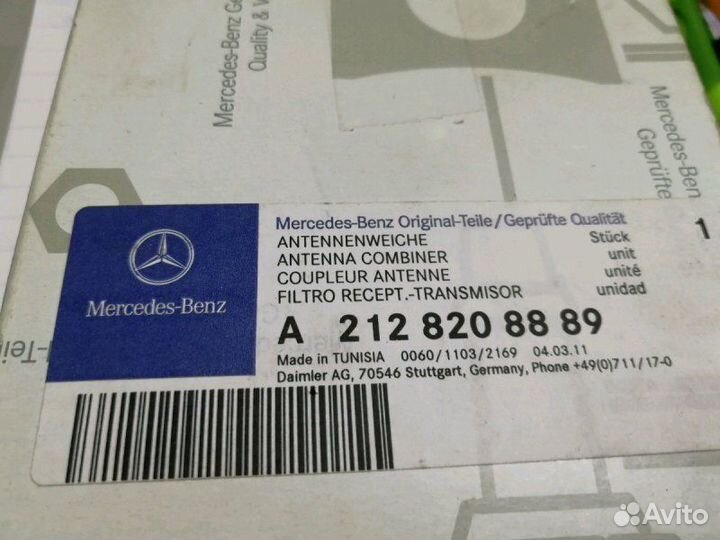 Mercedes-Benz Ge
Quality & V
Mercedes-Ben
Geprüfte
Mercedes-Benz
Mercedes-Benz Original-Teile/Geprüfte Qualität
ANTENNENWEICHE Stück 1
ANTENNA COMBINER unit
COUPLEUR ANTENNE unité
FILTRO RECEPT.-TRANSMISOR unidad
A 212 820 88 89
Made in TUNISIA 0060/1103/2169 04.03.11
Daimler AG, 70546 Stuttgart, Germany, Phone +49(0)711/17-0
Avito